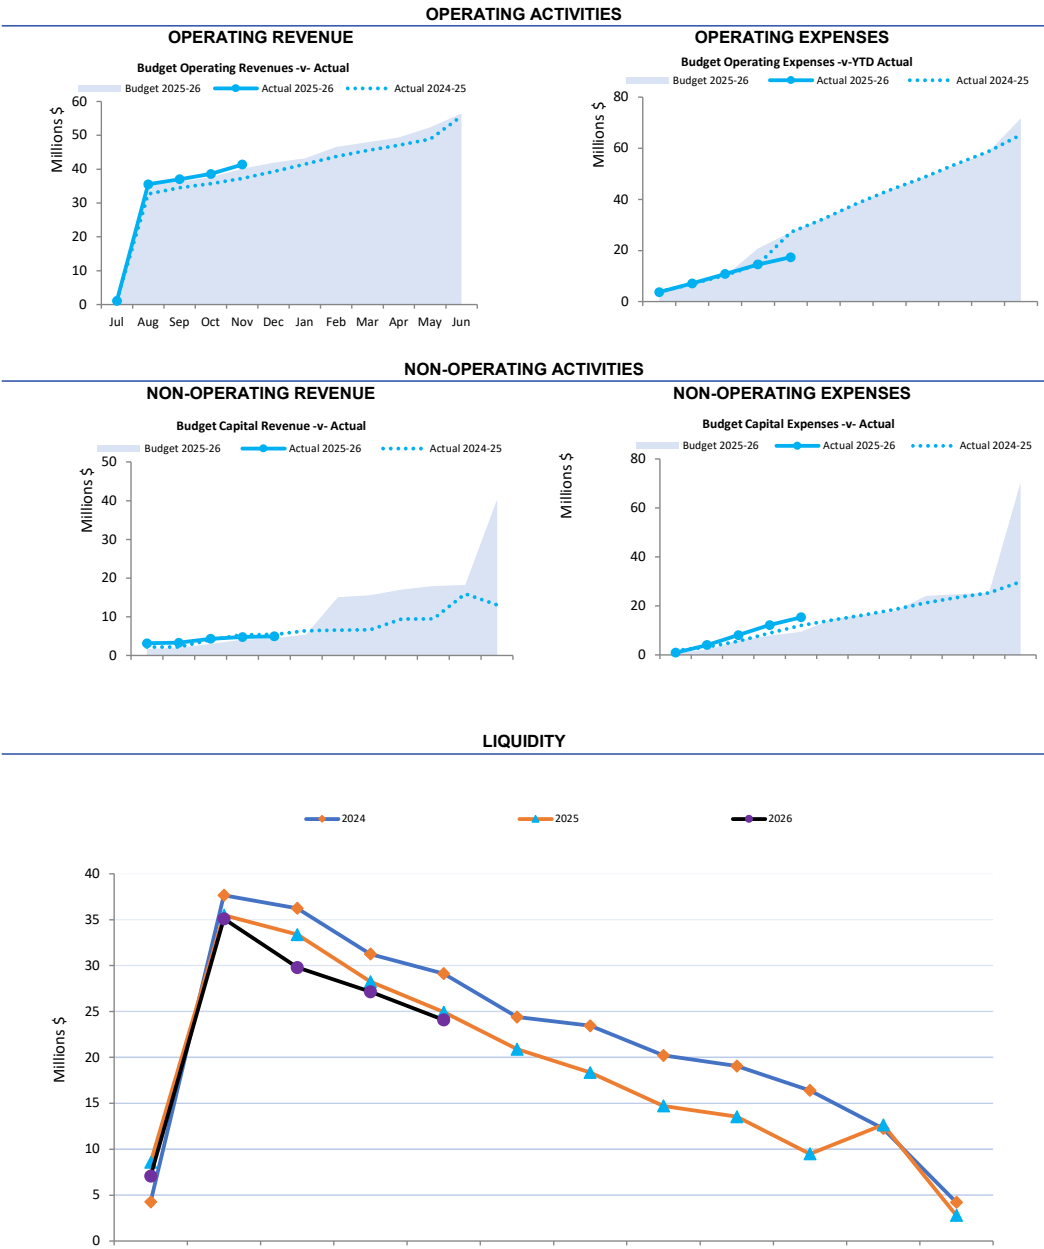 OPERATING ACTIVITIES
OPERATING REVENUE
Budget Operating Revenues -v- Actual
Budget 2025-26 Actual 2025-26 Actual 2024-25
Millions $
60
50
40
30
20
10
0
Jul Aug Sep Oct Nov Dec Jan Feb Mar Apr May Jun
OPERATING EXPENSES
Budget Operating Expenses -v-YTD Actual
Budget 2025-26 Actual 2025-26 Actual 2024-25
Millions $
80
60
40
20
0
NON-OPERATING ACTIVITIES
NON-OPERATING REVENUE
Budget Capital Revenue -v- Actual
Budget 2025-26 Actual 2025-26 Actual 2024-25
Millions $
50
40
30
20
10
0
NON-OPERATING EXPENSES
Budget Capital Expenses -v- Actual
Budget 2025-26 Actual 2025-26 Actual 2024-25
Millions $
80
60
40
20
0
LIQUIDITY
2024 2025 2026
Millions $
40
35
30
25
20
15
10
5
0